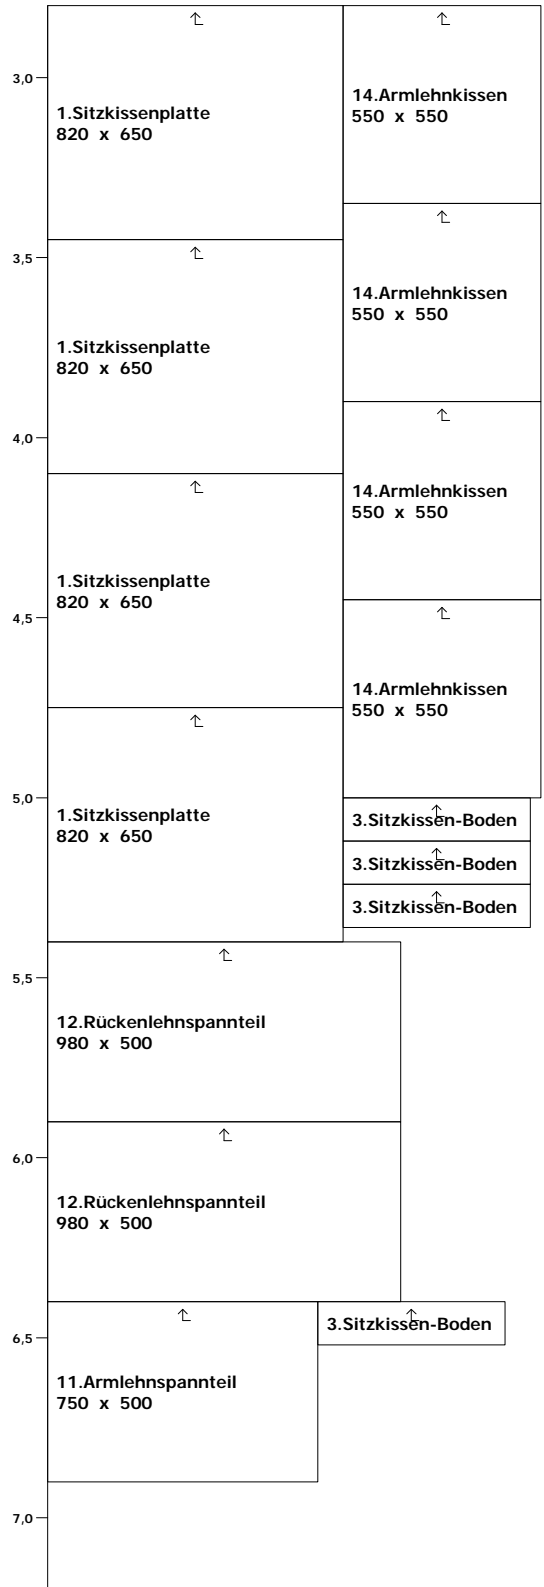 3,0
1.Sitzkissenplatte
820 x 650
14.Armlehnkissen
550 x 550
3,5
1.Sitzkissenplatte
820 x 650
14.Armlehnkissen
550 x 550
4,0
1.Sitzkissenplatte
820 x 650
14.Armlehnkissen
550 x 550
4,5
1.Sitzkissenplatte
820 x 650
14.Armlehnkissen
550 x 550
5,0
3.Sitzkissen-Boden
3.Sitzkissen-Boden
3.Sitzkissen-Boden
5,5
12.Rückenlehnspannteil
980 x 500
6,0
12.Rückenlehnspannteil
980 x 500
6,5
11.Armlehnspannteil
750 x 500
3.Sitzkissen-Boden
7,0